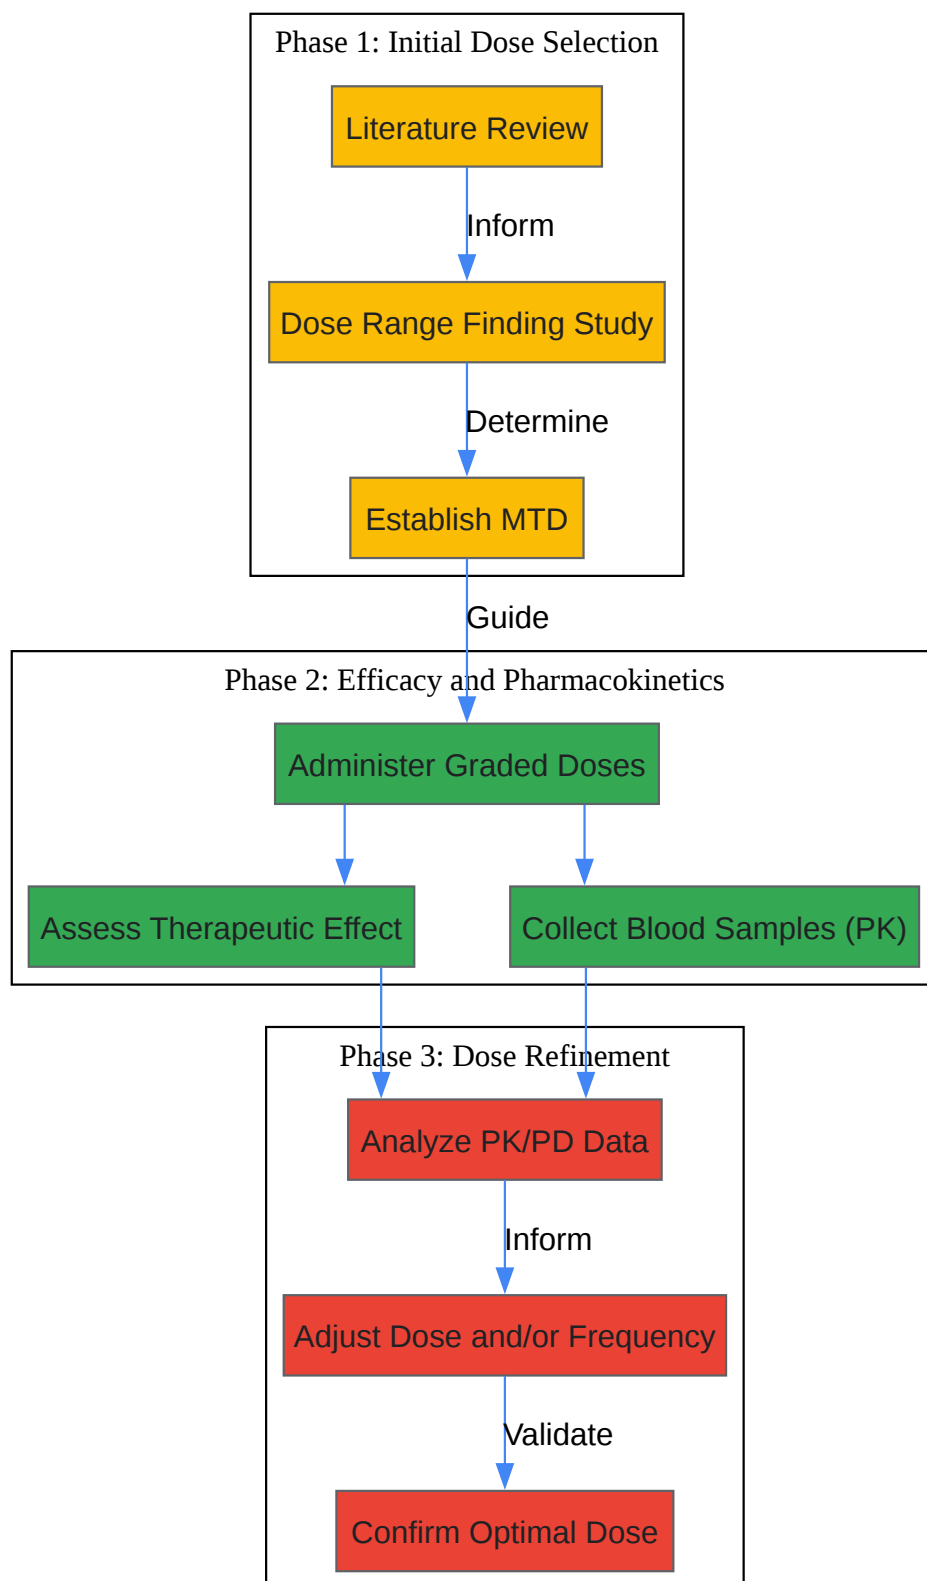 Phase 1: Initial Dose Selection
Literature Review
Inform
Dose Range Finding Study
Determine
Establish MTD
Guide
Phase 2: Efficacy and Pharmacokinetics
Administer Graded Doses
Assess Therapeutic Effect
Collect Blood Samples (PK)
Phase 3: Dose Refinement
Analyze PK/PD Data
Inform
Adjust Dose and/or Frequency
Validate
Confirm Optimal Dose